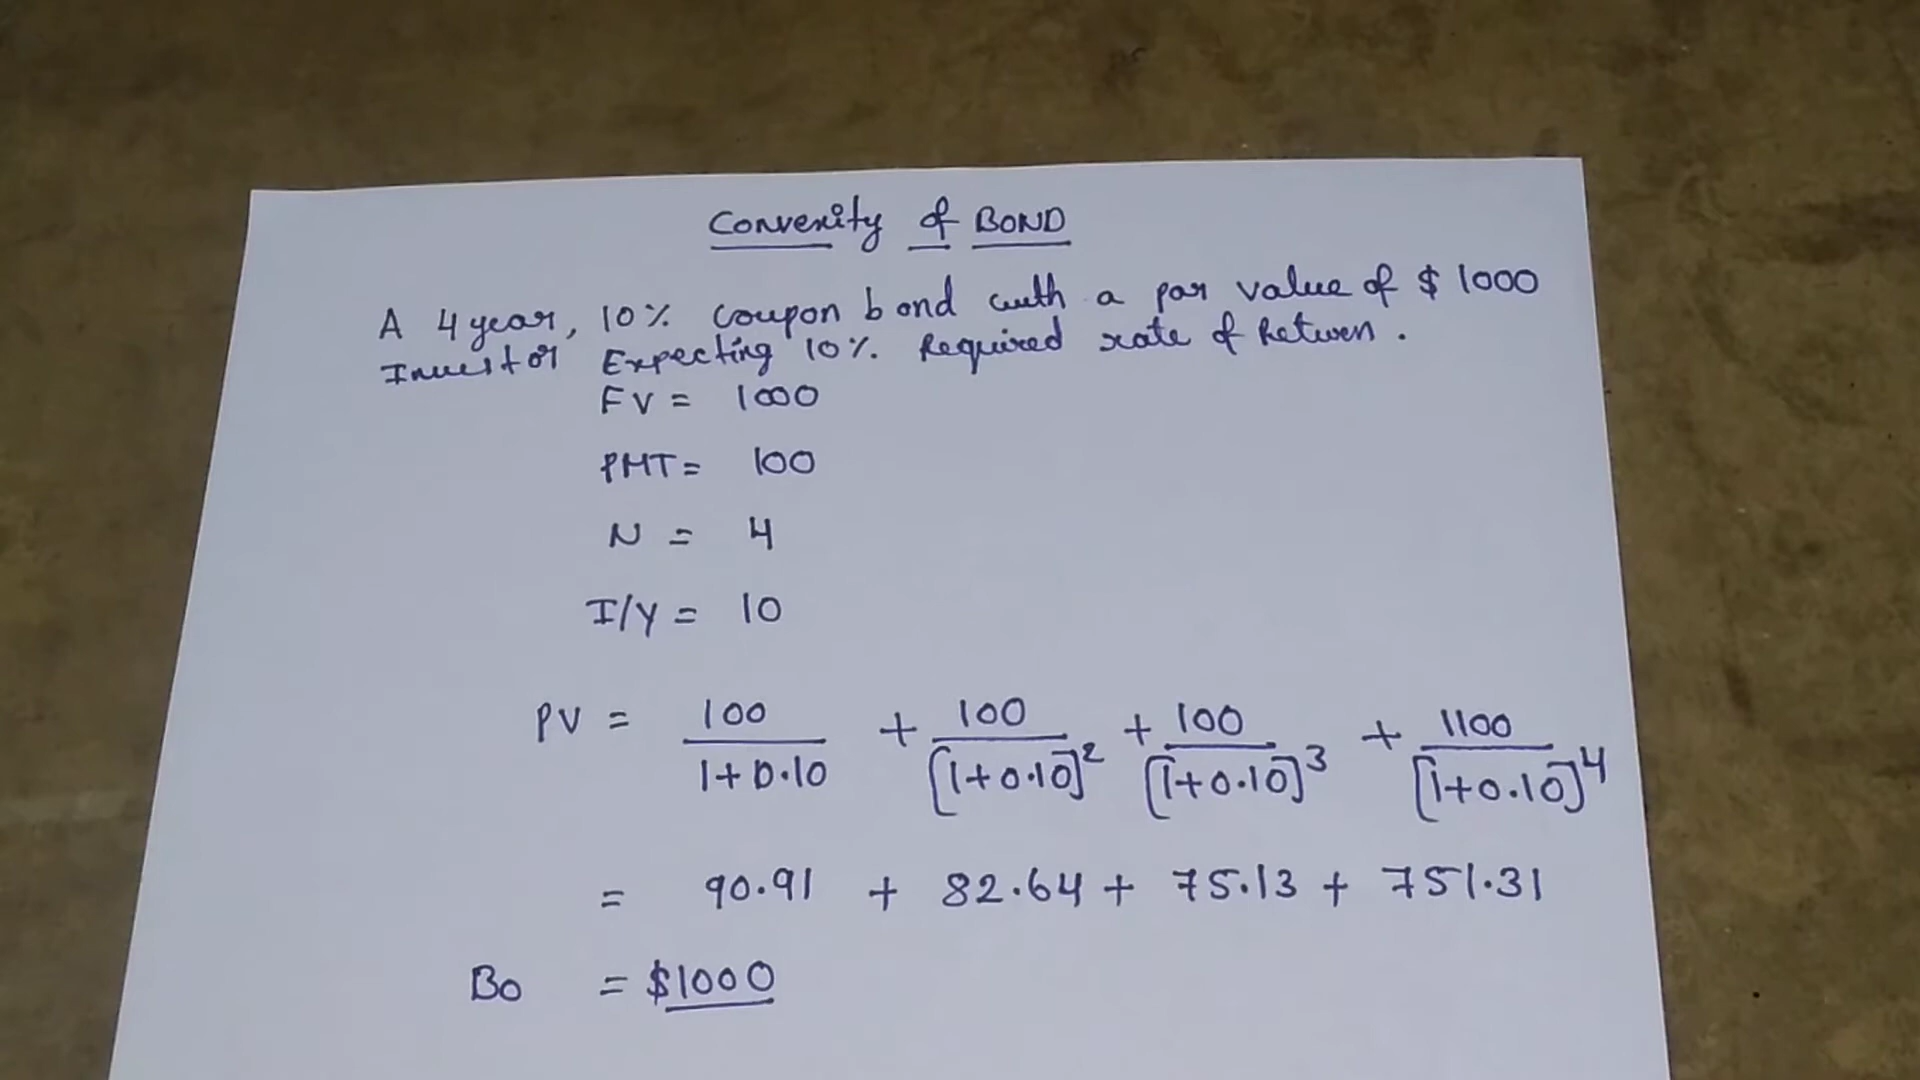 Convexity of BOND
A 4 year, 10% coupon bond with a par value of $ 1000
Investor Expecting 10% Required rate of Return.
FV = 1000
PMT = 100
N = 4
I/Y = 10
PV = 100/1+0.10 + 100/[1+0.10]² + 100/[1+0.10]³ + 1100/[1+0.10]⁴
= 90.91 + 82.64 + 75.13 + 751.31
B0 = $1000